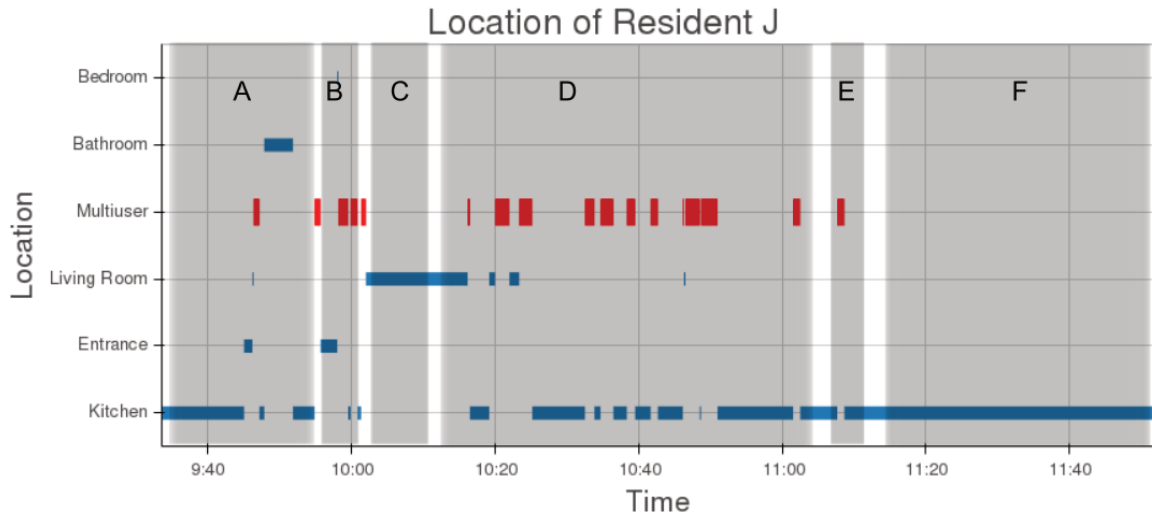 Location of Resident J
Location
Bedroom
Bathroom
Multiuser
Living Room
Entrance
Kitchen
A B C D E F
9:40 10:00 10:20 10:40 11:00 11:20 11:40
Time